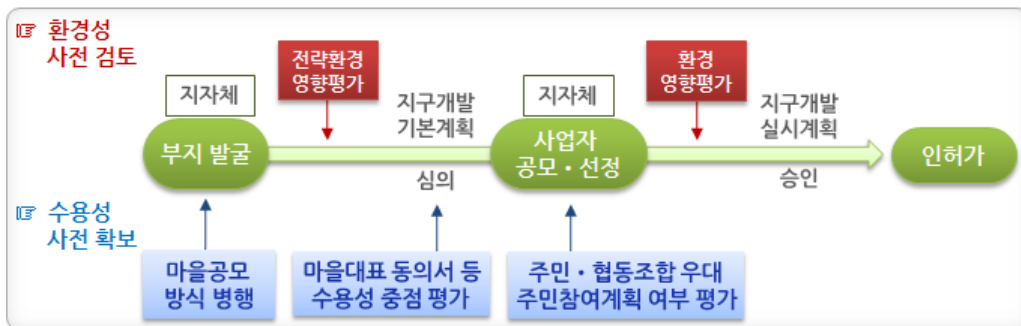 ☞ 환경성
사전 검토
전략환경
영향평가
환경
영향평가
지자체
지구개발
기본계획
지자체
지구개발
실시계획
부지 발굴
심의
사업자
공모・선정
승인
인허가
☞ 수용성
사전 확보
마을공모
방식 병행
마을대표 동의서 등
수용성 중점 평가
주민・협동조합 우대
주민참여계획 여부 평가